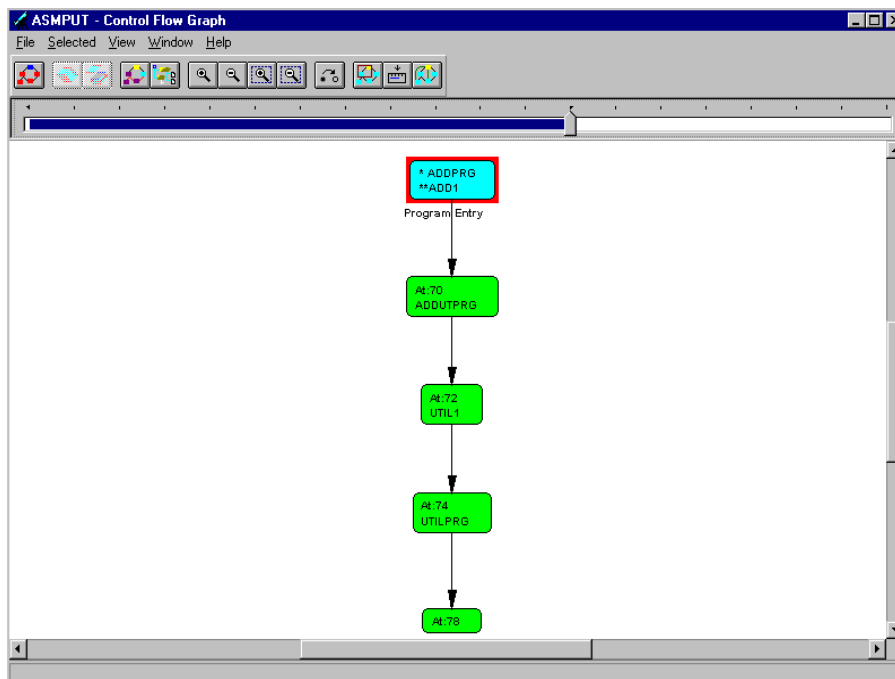 ASMPUT - Control Flow Graph
File Selected View Window Help
* ADDPRG
**ADD1
Program Entry
At:70
ADDUTPRG
At:72
UTIL1
At:74
UTILPRG
At:78